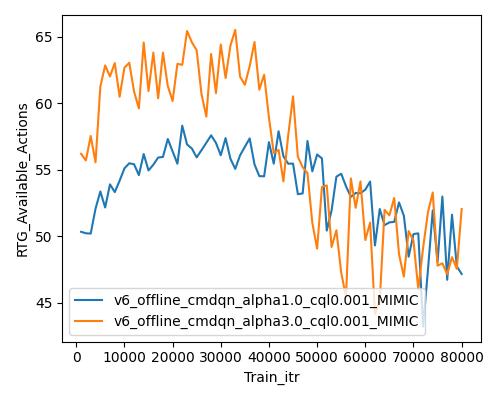 65
60
55
50
45
RTG_Available_Actions
v6_offline_cmdqn_alpha1.0_cql0.001_MIMIC
v6_offline_cmdqn_alpha3.0_cql0.001_MIMIC
0 10000 20000 30000 40000 50000 60000 70000 80000
Train_itr